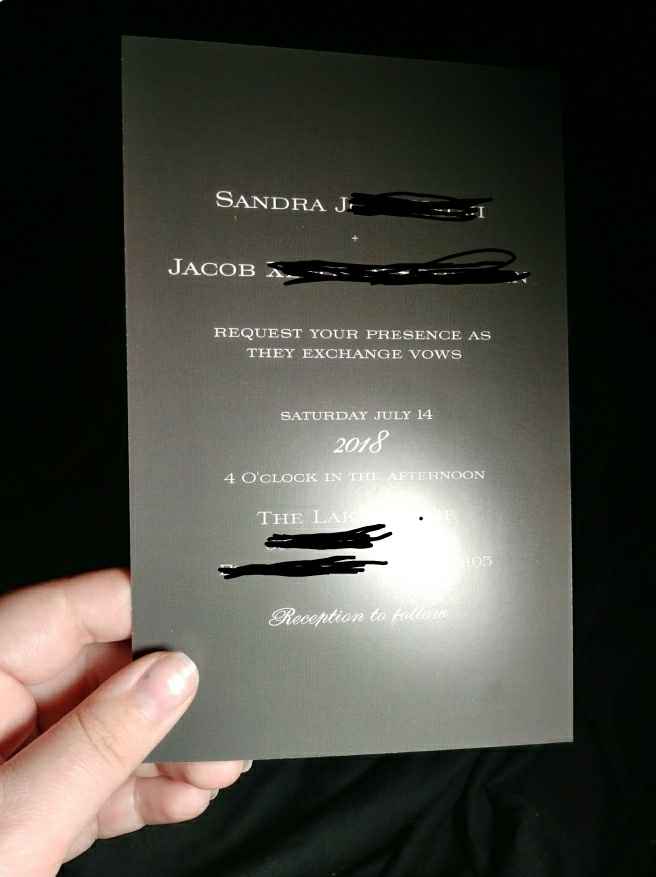 SANDRA
+
JACOB
REQUEST YOUR PRESENCE AS
THEY EXCHANGE VOWS
SATURDAY JULY 14
2018
4 O'CLOCK IN THE AFTERNOON
THE
Reception to follow